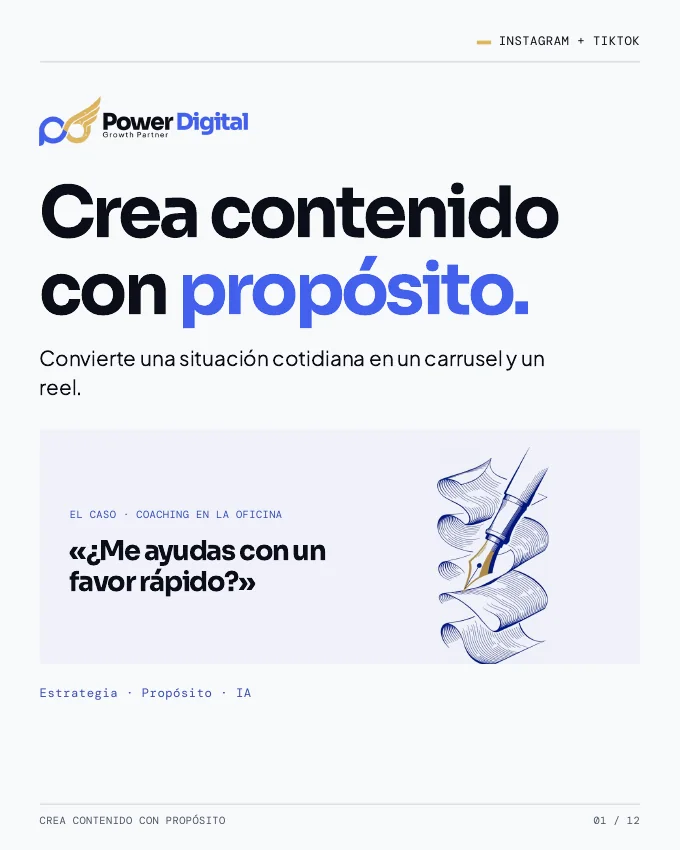 INSTAGRAM + TIKTOK
Power Digital
Growth Partner
Crea contenido
con propósito.
Convierte una situación cotidiana en un carrusel y un
reel.
EL CASO · COACHING EN LA OFICINA
«¿Me ayudas con un
favor rápido?»
Estrategia · Propósito · IA
CREA CONTENIDO CON PROPÓSITO
01 / 12